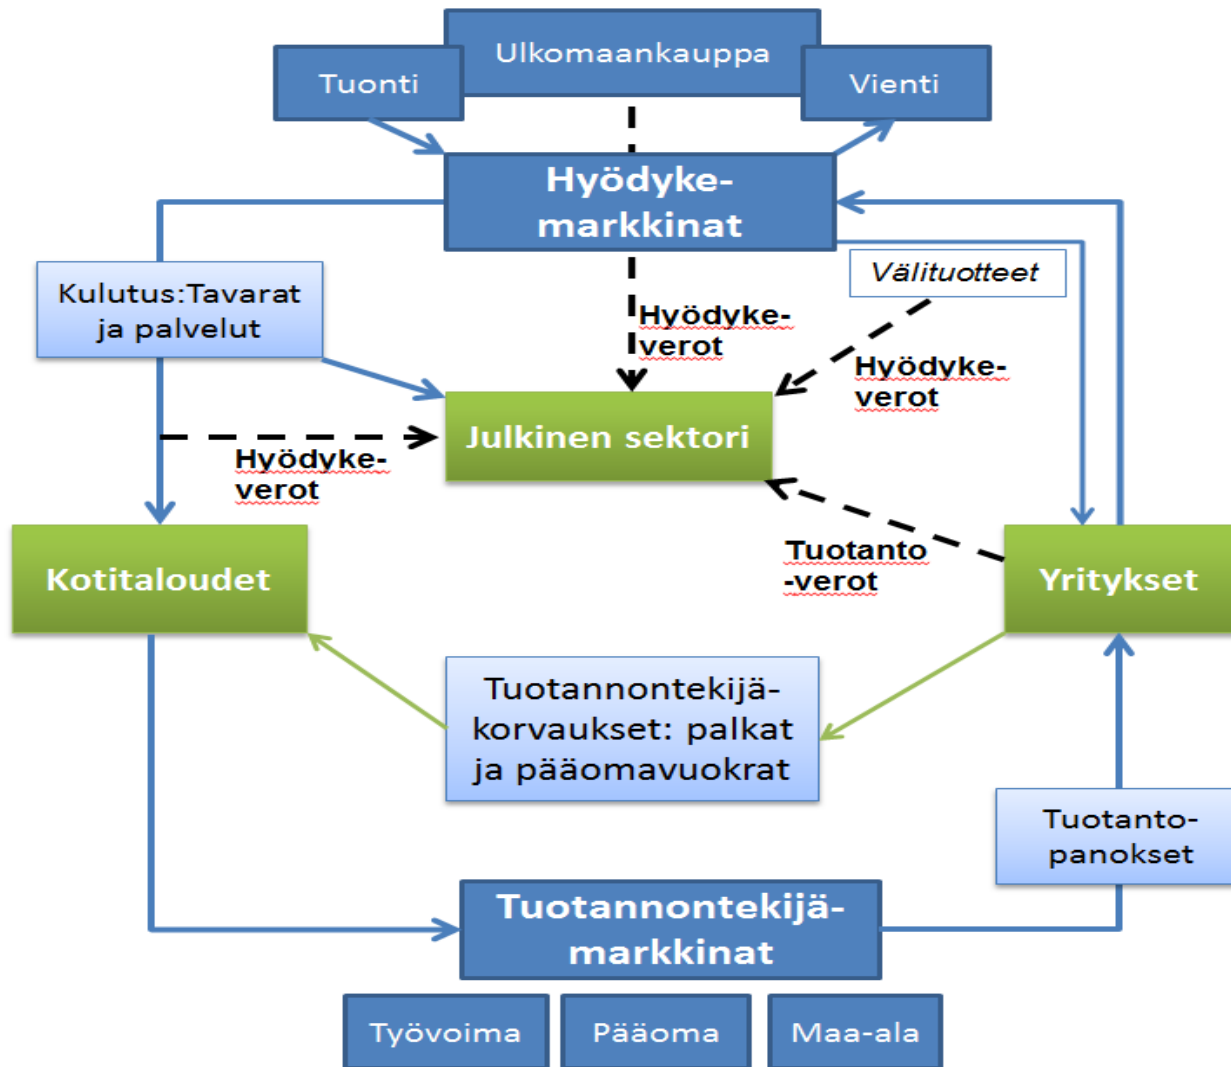 Ulkomaankauppa
Tuonti
Vienti
Hyödyke-
markkinat
Välituotteet
Kulutus:Tavarat
ja palvelut
Hyödyke-
verot
Hyödyke-
verot
Julkinen sektori
Hyödyke-
verot
Tuotanto
-verot
Kotitaloudet
Yritykset
Tuotannontekijä-
korvaukset: palkat
ja pääomavuokrat
Tuotanto-
panokset
Tuotannontekijä-
markkinat
Työvoima
Pääoma
Maa-ala